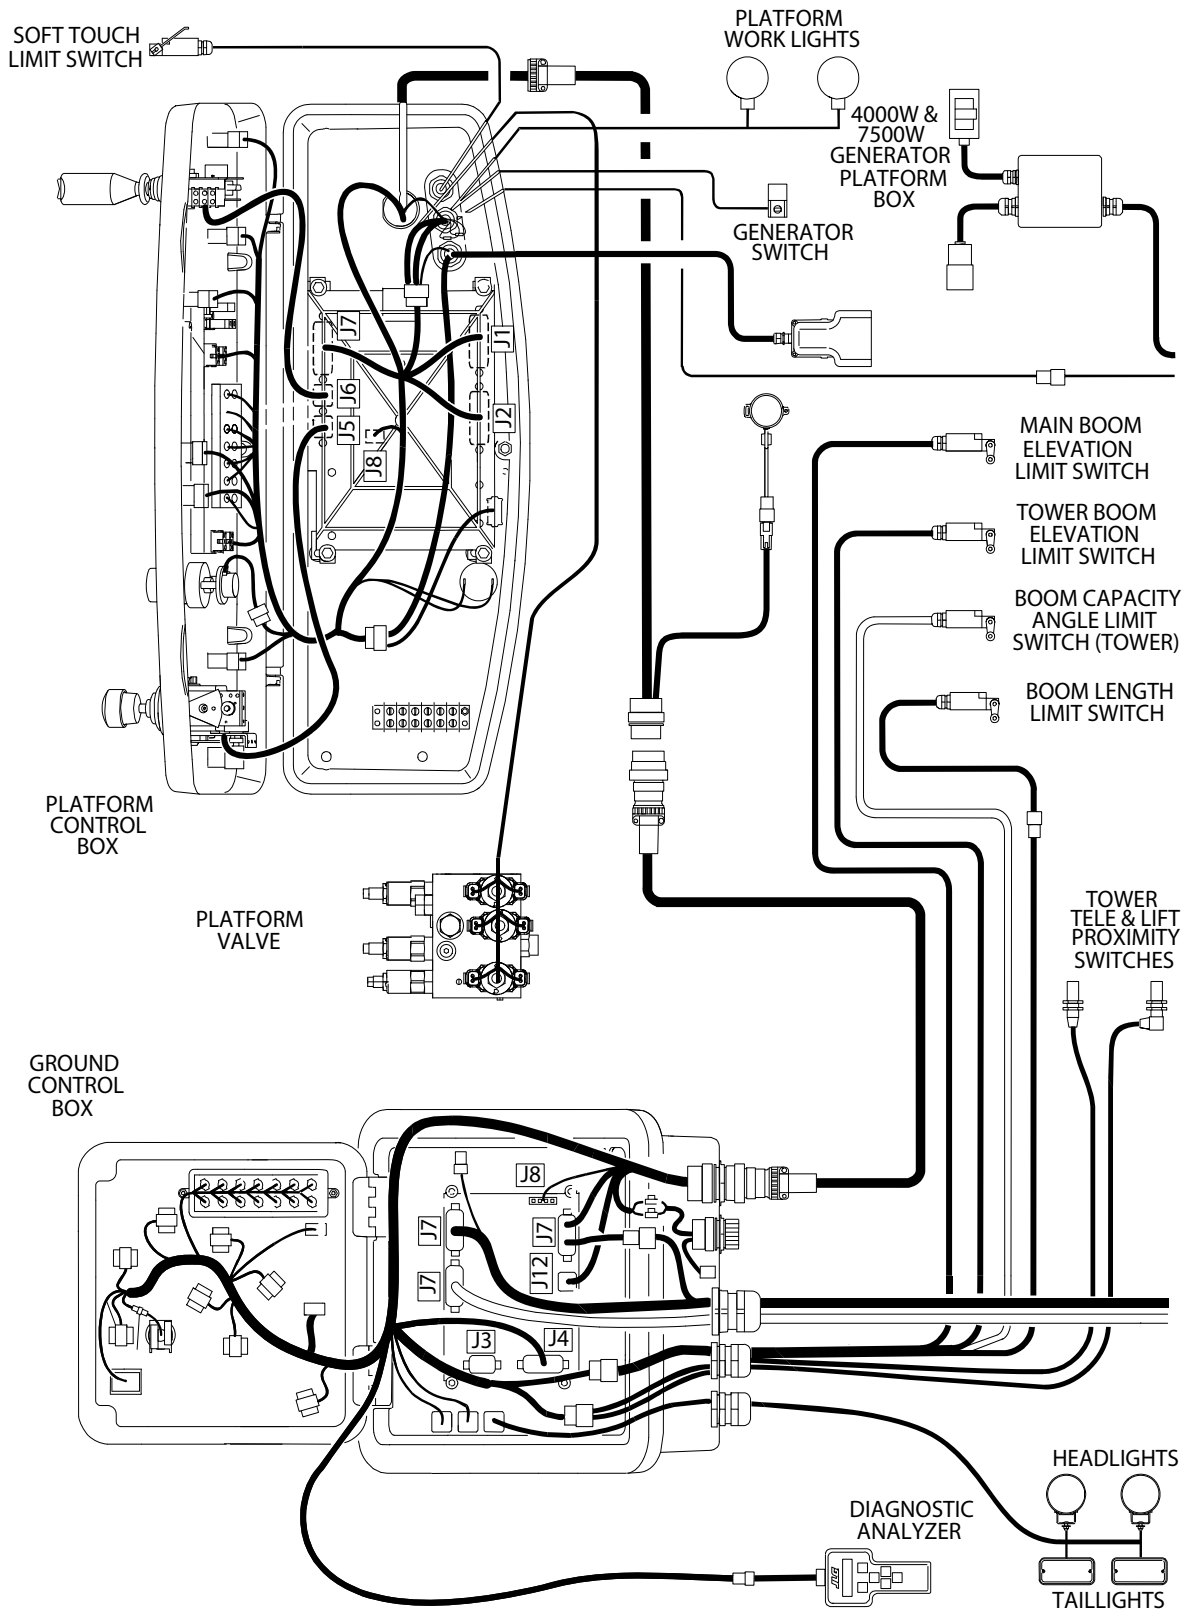 SOFT TOUCH
LIMIT SWITCH
PLATFORM
WORK LIGHTS
4000W &
7500W
GENERATOR
PLATFORM
BOX
GENERATOR
SWITCH
J7
J1
J6
J5
J2
J8
MAIN BOOM
ELEVATION
LIMIT SWITCH
TOWER BOOM
ELEVATION
LIMIT SWITCH
BOOM CAPACITY
ANGLE LIMIT
SWITCH (TOWER)
BOOM LENGTH
LIMIT SWITCH
PLATFORM
CONTROL
BOX
PLATFORM
VALVE
TOWER
TELE & LIFT
PROXIMITY
SWITCHES
GROUND
CONTROL
BOX
J8
J7
J7
J12
J7
J3
J4
HEADLIGHTS
DIAGNOSTIC
ANALYZER
JLG
TAILLIGHTS